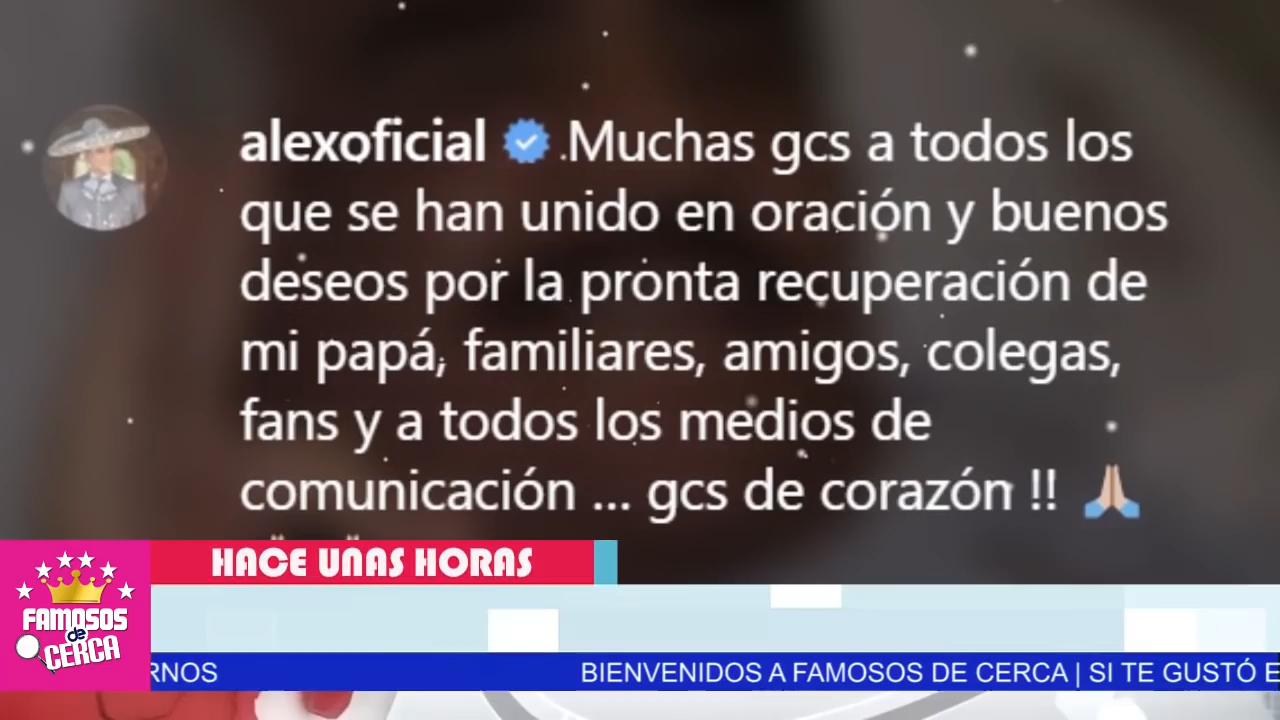 alexoficial .Muchas gcs a todos los
que se han unido en oración y buenos
deseos por la pronta recuperación de
mi papá, familiares, amigos, colegas,
fans y a todos los medios de
comunicación ... gcs de corazón !!
HACE UNAS HORAS
FAMOSOS
de
CERCA
RNOS BIENVENIDOS A FAMOSOS DE CERCA | SI TE GUSTÓ E